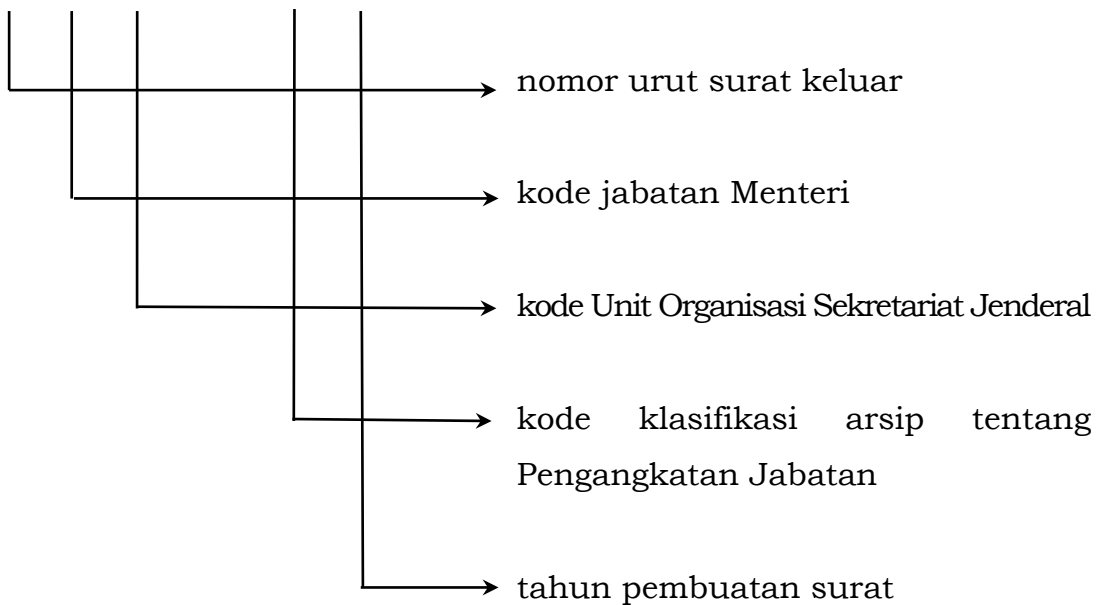 nomor urut surat keluar
kode jabatan Menteri
kode Unit Organisasi Sekretariat Jenderal
kode klasifikasi arsip tentang
Pengangkatan Jabatan
tahun pembuatan surat